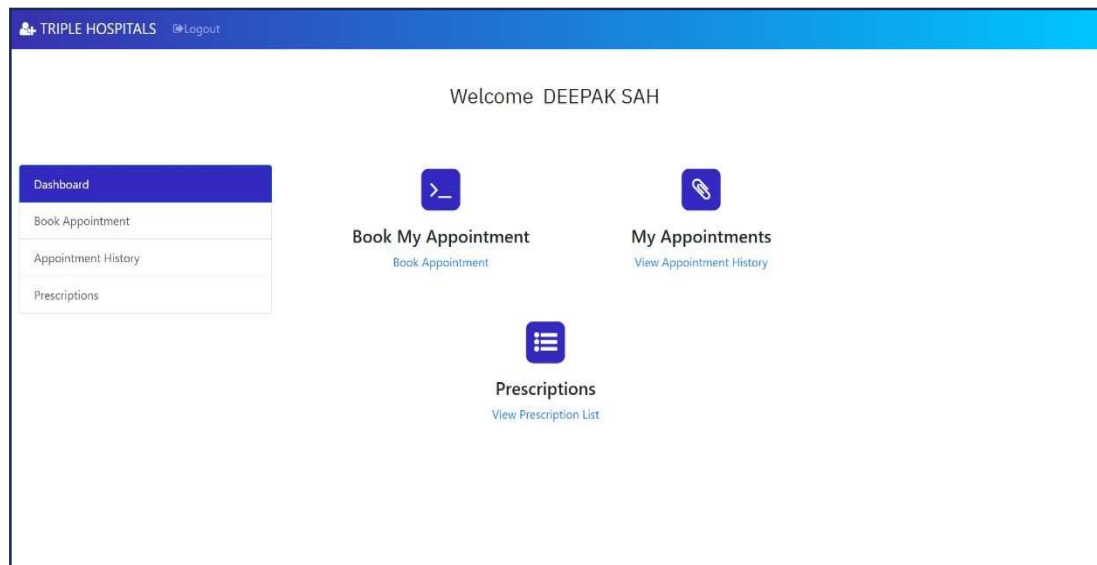 TRIPLE HOSPITALS Logout
Welcome DEEPAK SAH
Dashboard
Book Appointment
Appointment History
Prescriptions
Book My Appointment
Book Appointment
My Appointments
View Appointment History
Prescriptions
View Prescription List